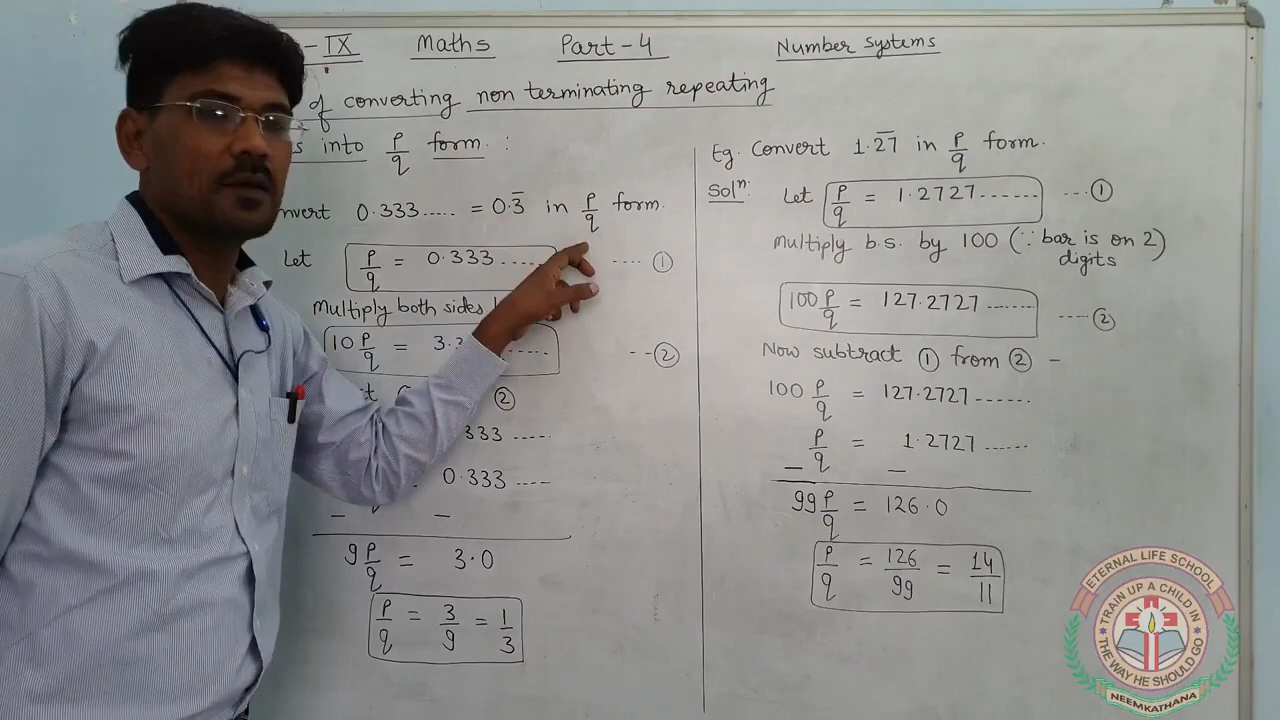 -IX Maths Part-4 Number Systems
of converting non terminating repeating
s into p/q form :
nvert 0.333..... = 0.3̅ in p/q form.
Let p/q = 0.333....... .... ①
Multiply both sides
10 p/q = 3.3 ...... -- ②
②
333 ----
0.333 ----
9 p/q = 3.0
p/q = 3/9 = 1/3
Eg. Convert 1.2̅7̅ in p/q form.
Solⁿ: Let p/q = 1.2727....... ---- ①
Multiply b.s. by 100 (∵ bar is on 2)
digits
100 p/q = 127.2727....... ---- ②
Now subtract ① from ② -
100 p/q = 127.2727......
p/q = 1.2727......
— —
99 p/q = 126.0
p/q = 126/99 = 14/11
ETERNAL LIFE SCHOOL
TRAIN UP A CHILD IN
THE WAY HE SHOULD GO
NEEMKATHANA